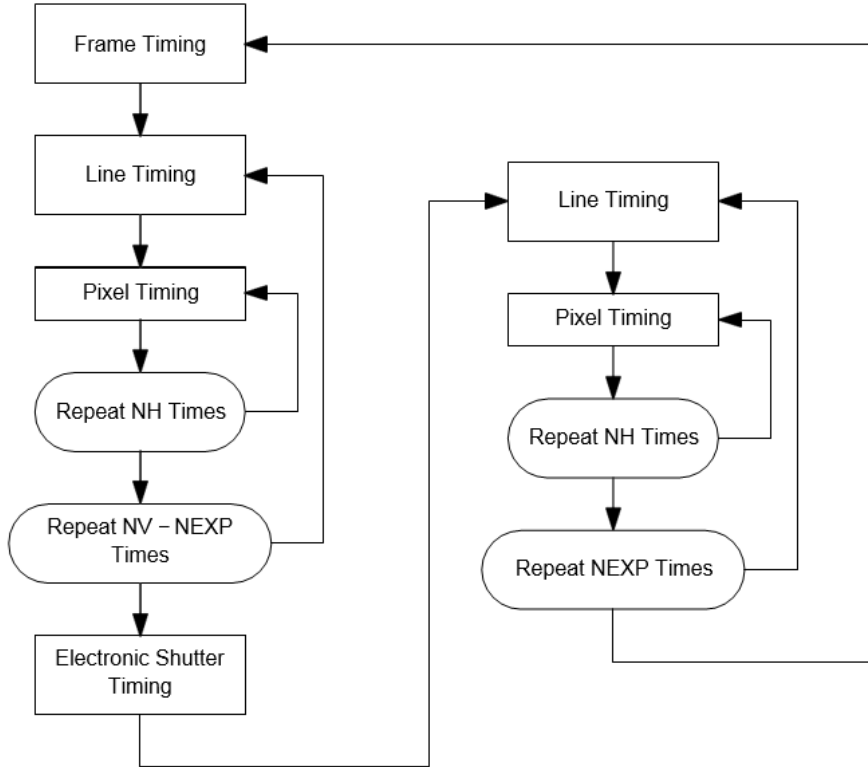 Frame Timing
Line Timing
Pixel Timing
Repeat NH Times
Repeat NV – NEXP
Times
Electronic Shutter
Timing
Line Timing
Pixel Timing
Repeat NH Times
Repeat NEXP Times